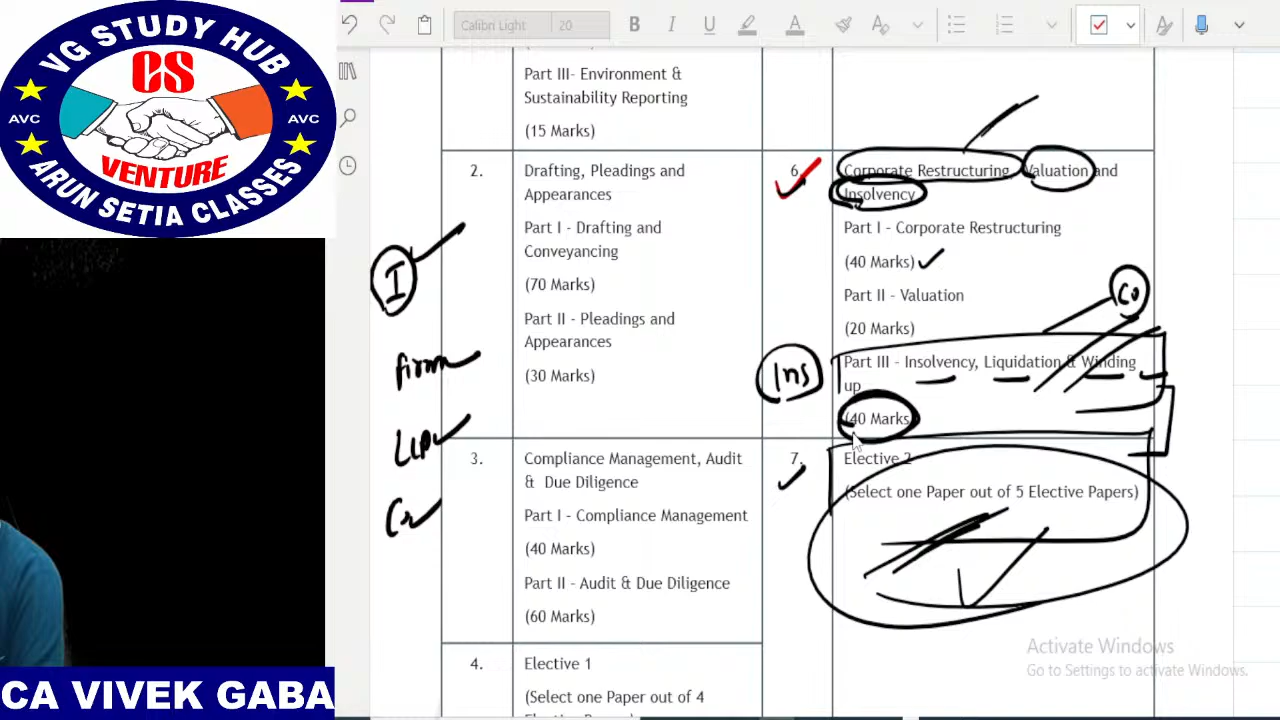 VG STUDY HUB
CS
AVC
AVC
VENTURE
ARUN SETIA CLASSES
Calibri Light 20
B I U
Part III- Environment &
Sustainability Reporting
(15 Marks)
2.
Drafting, Pleadings and
Appearances
Part I - Drafting and
Conveyancing
(70 Marks)
Part II - Pleadings and
Appearances
(30 Marks)
6.
Corporate Restructuring, Valuation and
Insolvency
Part I - Corporate Restructuring
(40 Marks)
Part II - Valuation
(20 Marks)
Part III - Insolvency, Liquidation & Winding
up
(40 Marks)
I
firm
Co
Ins
3.
Compliance Management, Audit
& Due Diligence
Part I - Compliance Management
(40 Marks)
Part II - Audit & Due Diligence
(60 Marks)
7.
Elective 2
(Select one Paper out of 5 Elective Papers)
4.
Elective 1
(Select one Paper out of 4
Activate Windows
Go to Settings to activate Windows.
CA VIVEK GABA